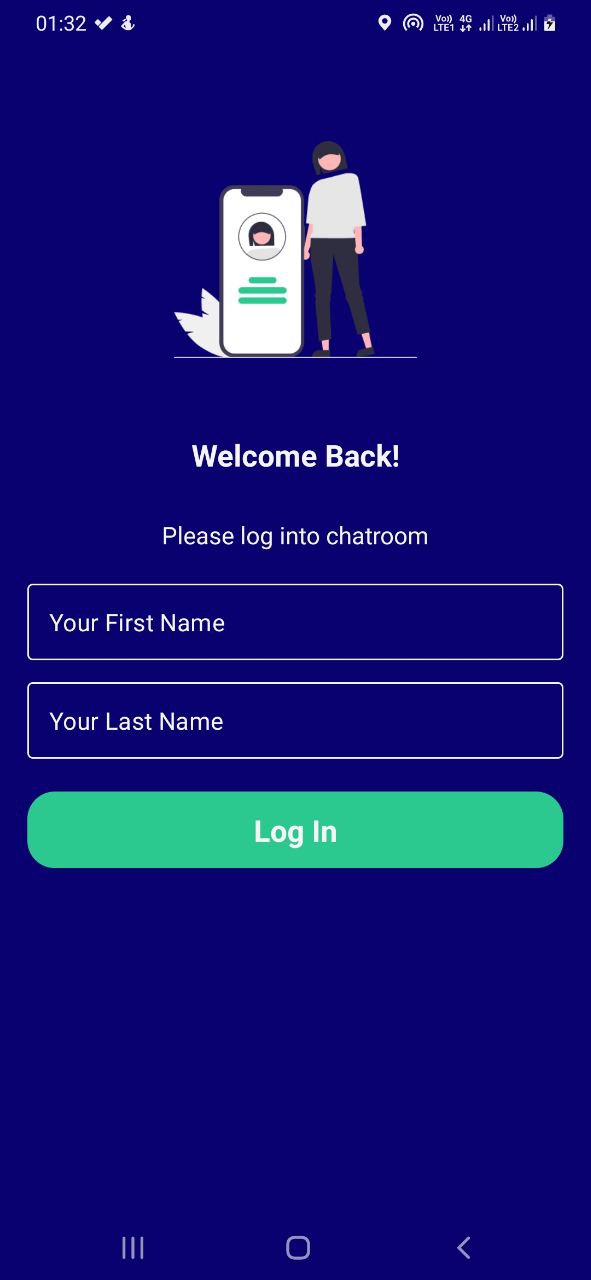 01:32
Vo)) 4G Vo))
LTE1 LTE2
Welcome Back!
Please log into chatroom
Your First Name
Your Last Name
Log In